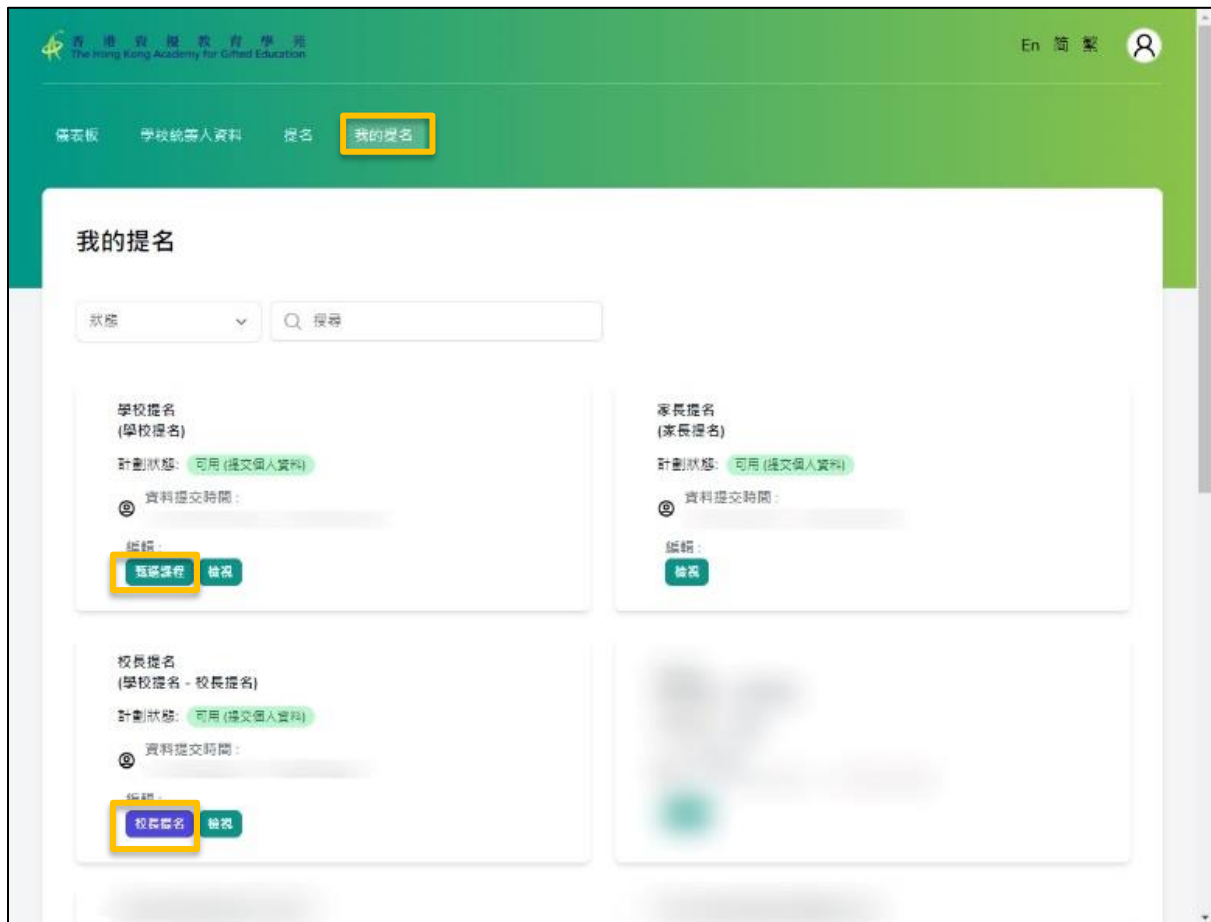 香港資優教育學苑
The Hong Kong Academy for Gifted Education
En 简 繁
儀表板 學校統籌人資料 提名 我的提名
我的提名
狀態
搜尋
學校提名
(學校提名)
計劃狀態: 可用 (提交個人資料)
資料提交時間 :
編輯 :
甄選課程 檢視
家長提名
(家長提名)
計劃狀態: 可用 (提交個人資料)
資料提交時間 :
編輯 :
檢視
校長提名
(學校提名 - 校長提名)
計劃狀態: 可用 (提交個人資料)
資料提交時間 :
編輯 :
校長提名 檢視